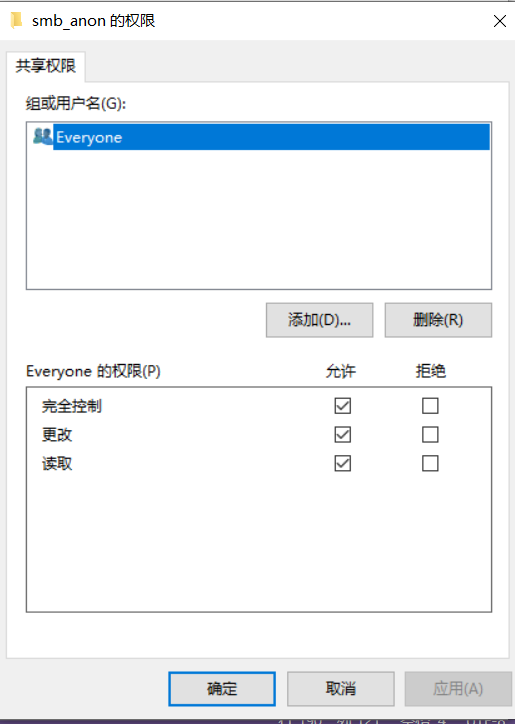 smb_anon 的权限
共享权限
组或用户名(G):
Everyone
添加(D)... 删除(R)
Everyone 的权限(P) 允许 拒绝
完全控制
更改
读取
确定 取消 应用(A)